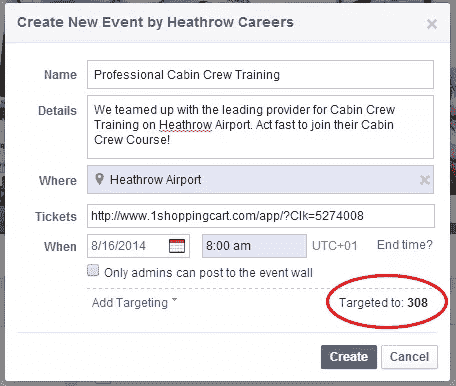 Create New Event by Heathrow Careers
Name Professional Cabin Crew Training
Details We teamed up with the leading provider for Cabin Crew
Training on Heathrow Airport. Act fast to join their Cabin
Crew Course!
Where Heathrow Airport
Tickets http://www.1shoppingcart.com/app/?Clk=5274008
When 8/16/2014 8:00 am UTC+01 End time?
Only admins can post to the event wall
Add Targeting Targeted to: 308
Create Cancel